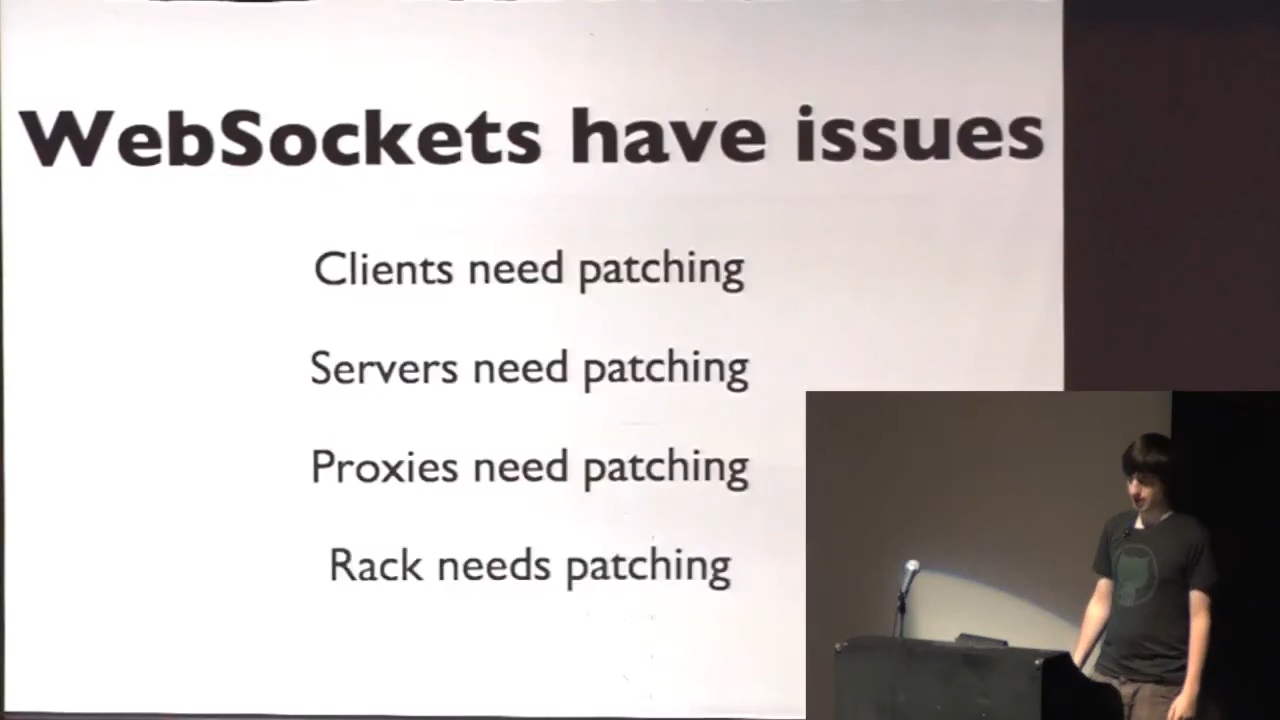 WebSockets have issues
Clients need patching
Servers need patching
Proxies need patching
Rack needs patching